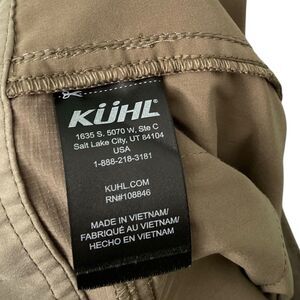 KÜHL
1635 S. 5070 W, Ste C
Salt Lake City, UT 84104
USA
1-888-218-3181
KUHL.COM
RN#108846
MADE IN VIETNAM/
FABRIQUÉ AU VIETNAM/
HECHO EN VIETNAM